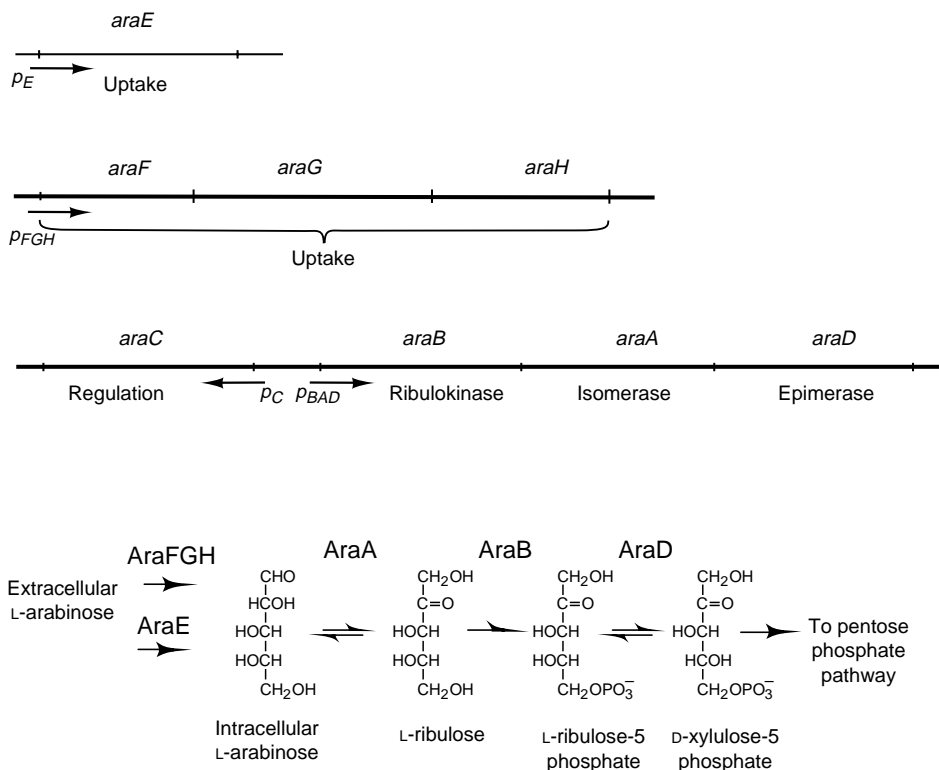 araE
pE
Uptake
araF araG araH
pFGH
Uptake
araC araB araA araD
Regulation pC pBAD Ribulokinase Isomerase Epimerase
AraFGH AraA AraB AraD
Extracellular
L-arabinose
AraE
CHO
HCOH
HOCH
HOCH
CH2OH
CH2OH
C=O
HOCH
HOCH
CH2OH
CH2OH
C=O
HOCH
HOCH
CH2OPO3−
CH2OH
C=O
HOCH
HCOH
CH2OPO3−
To pentose
phosphate
pathway
Intracellular
L-arabinose
L-ribulose
L-ribulose-5
phosphate
D-xylulose-5
phosphate